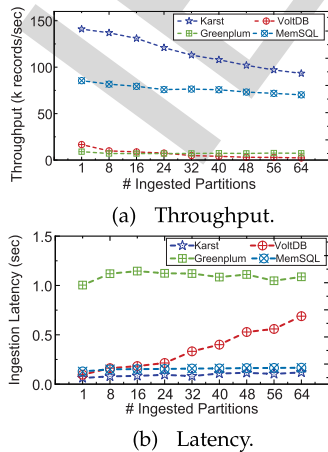 Throughput (k records/sec)
150
100
50
0
Karst VoltDB
Greenplum MemSQL
1 8 16 24 32 40 48 56 64
# Ingested Partitions
(a) Throughput.
Ingestion Latency (sec)
1.5
1.0
0.5
0.0
Karst VoltDB
Greenplum MemSQL
1 8 16 24 32 40 48 56 64
# Ingested Partitions
(b) Latency.